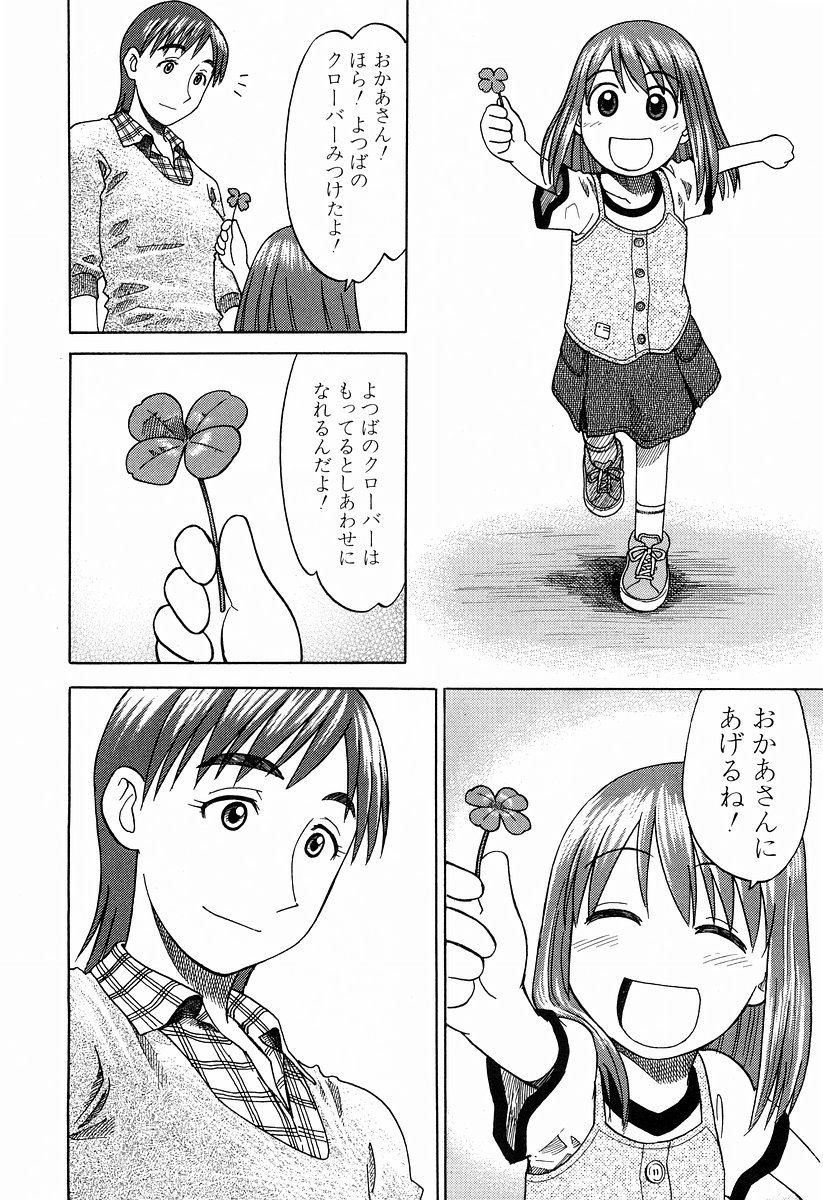 おかあさん！
ほら！よつばの
クローバーみつけたよ！
よつばのクローバーは
もってるとしあわせに
なれるんだよ！
おかあさんに
あげるね！